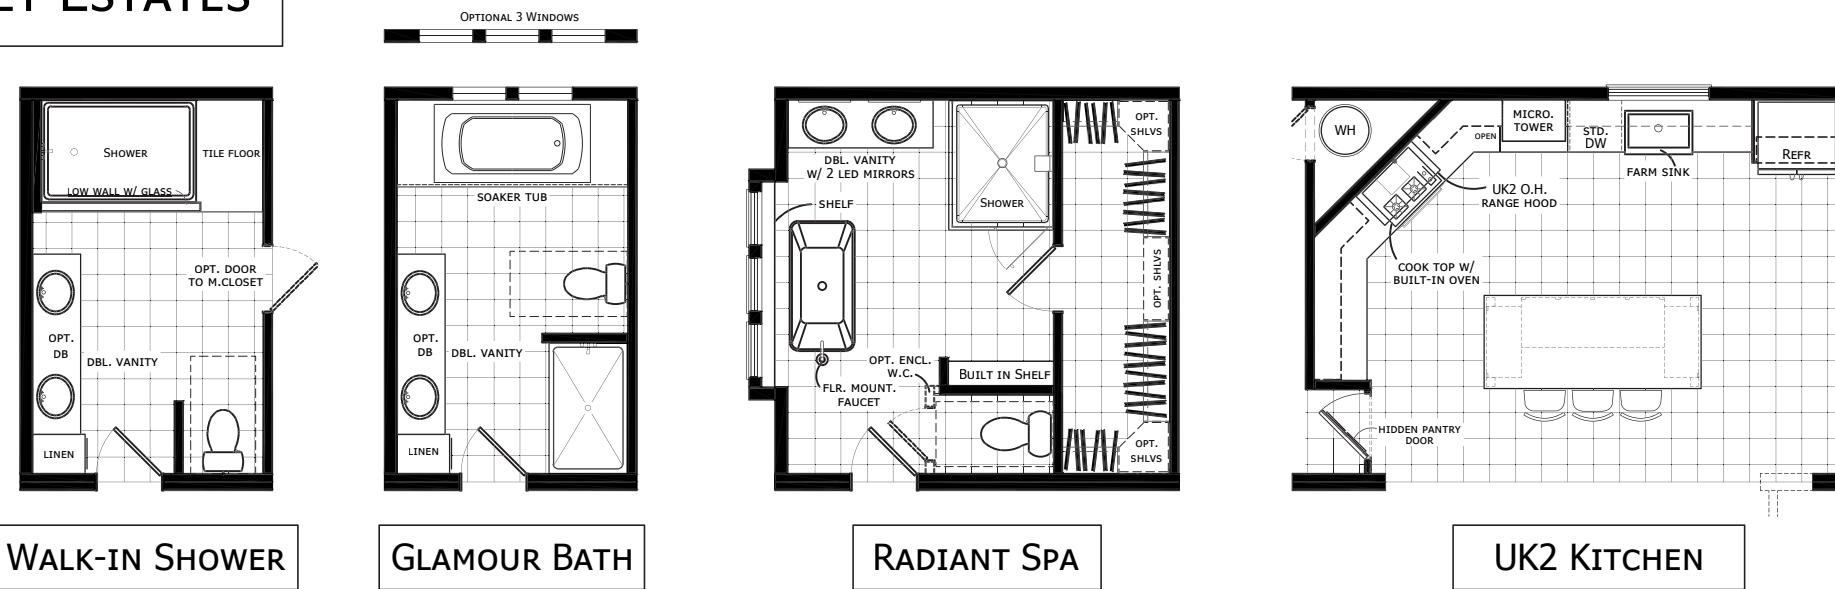 ESTATES
OPTIONAL 3 WINDOWS
SHOWER
TILE FLOOR
LOW WALL W/ GLASS
OPT. DOOR
TO M.CLOSET
OPT.
DB
DBL. VANITY
LINEN
WALK-IN SHOWER
SOAKER TUB
OPT.
DB
DBL. VANITY
LINEN
GLAMOUR BATH
DBL. VANITY
W/ 2 LED MIRRORS
SHELF
SHOWER
OPT.
SHLVS
OPT. SHLVS
OPT. ENCL.
W.C.
BUILT IN SHELF
FLR. MOUNT.
FAUCET
OPT.
SHLVS
RADIANT SPA
WH
OPEN
MICRO.
TOWER
STD.
DW
FARM SINK
REFR
UK2 O.H.
RANGE HOOD
COOK TOP W/
BUILT-IN OVEN
HIDDEN PANTRY
DOOR
UK2 KITCHEN